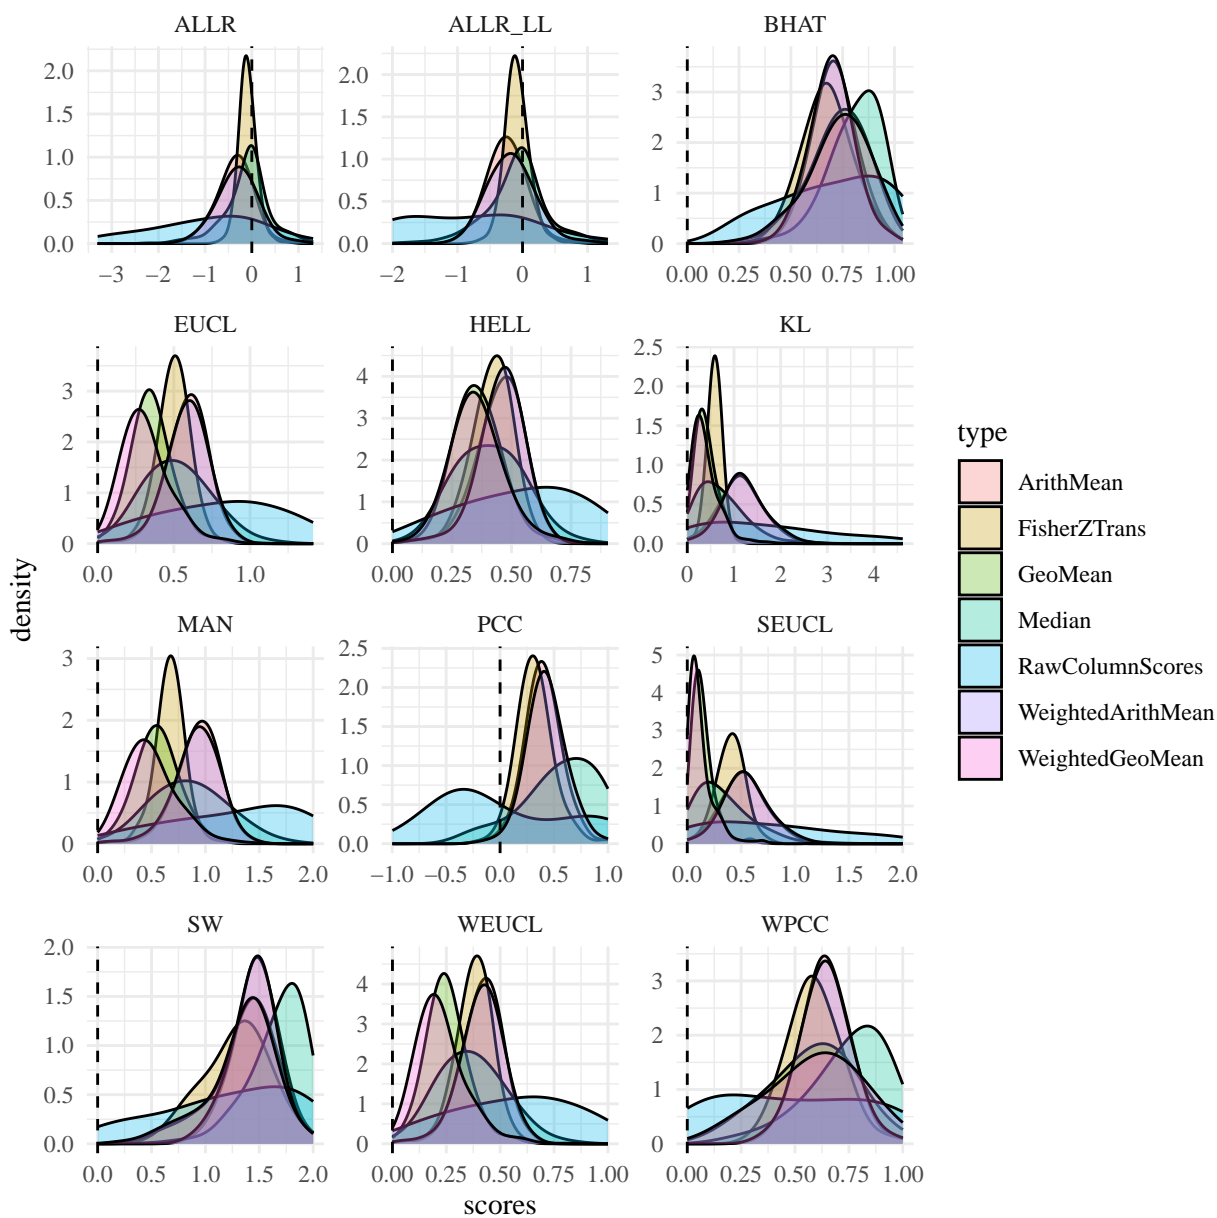 ALLR ALLR_LL BHAT
2.0
1.5
1.0
0.5
0.0
−3 −2 −1 0 1
2.0
1.5
1.0
0.5
0.0
−2 −1 0 1
3
2
1
0
0.00 0.25 0.50 0.75 1.00
EUCL HELL KL
3
2
1
0
0.0 0.5 1.0
4
3
2
1
0
0.00 0.25 0.50 0.75
2.5
2.0
1.5
1.0
0.5
0.0
0 1 2 3 4
MAN PCC SEUCL
3
2
1
0
0.0 0.5 1.0 1.5 2.0
2.5
2.0
1.5
1.0
0.5
0.0
−1.0 −0.5 0.0 0.5 1.0
5
4
3
2
1
0
0.0 0.5 1.0 1.5 2.0
SW WEUCL WPCC
2.0
1.5
1.0
0.5
0.0
0.0 0.5 1.0 1.5 2.0
4
3
2
1
0
0.00 0.25 0.50 0.75 1.00
3
2
1
0
0.00 0.25 0.50 0.75 1.00
density
scores
type
ArithMean
FisherZTrans
GeoMean
Median
RawColumnScores
WeightedArithMean
WeightedGeoMean